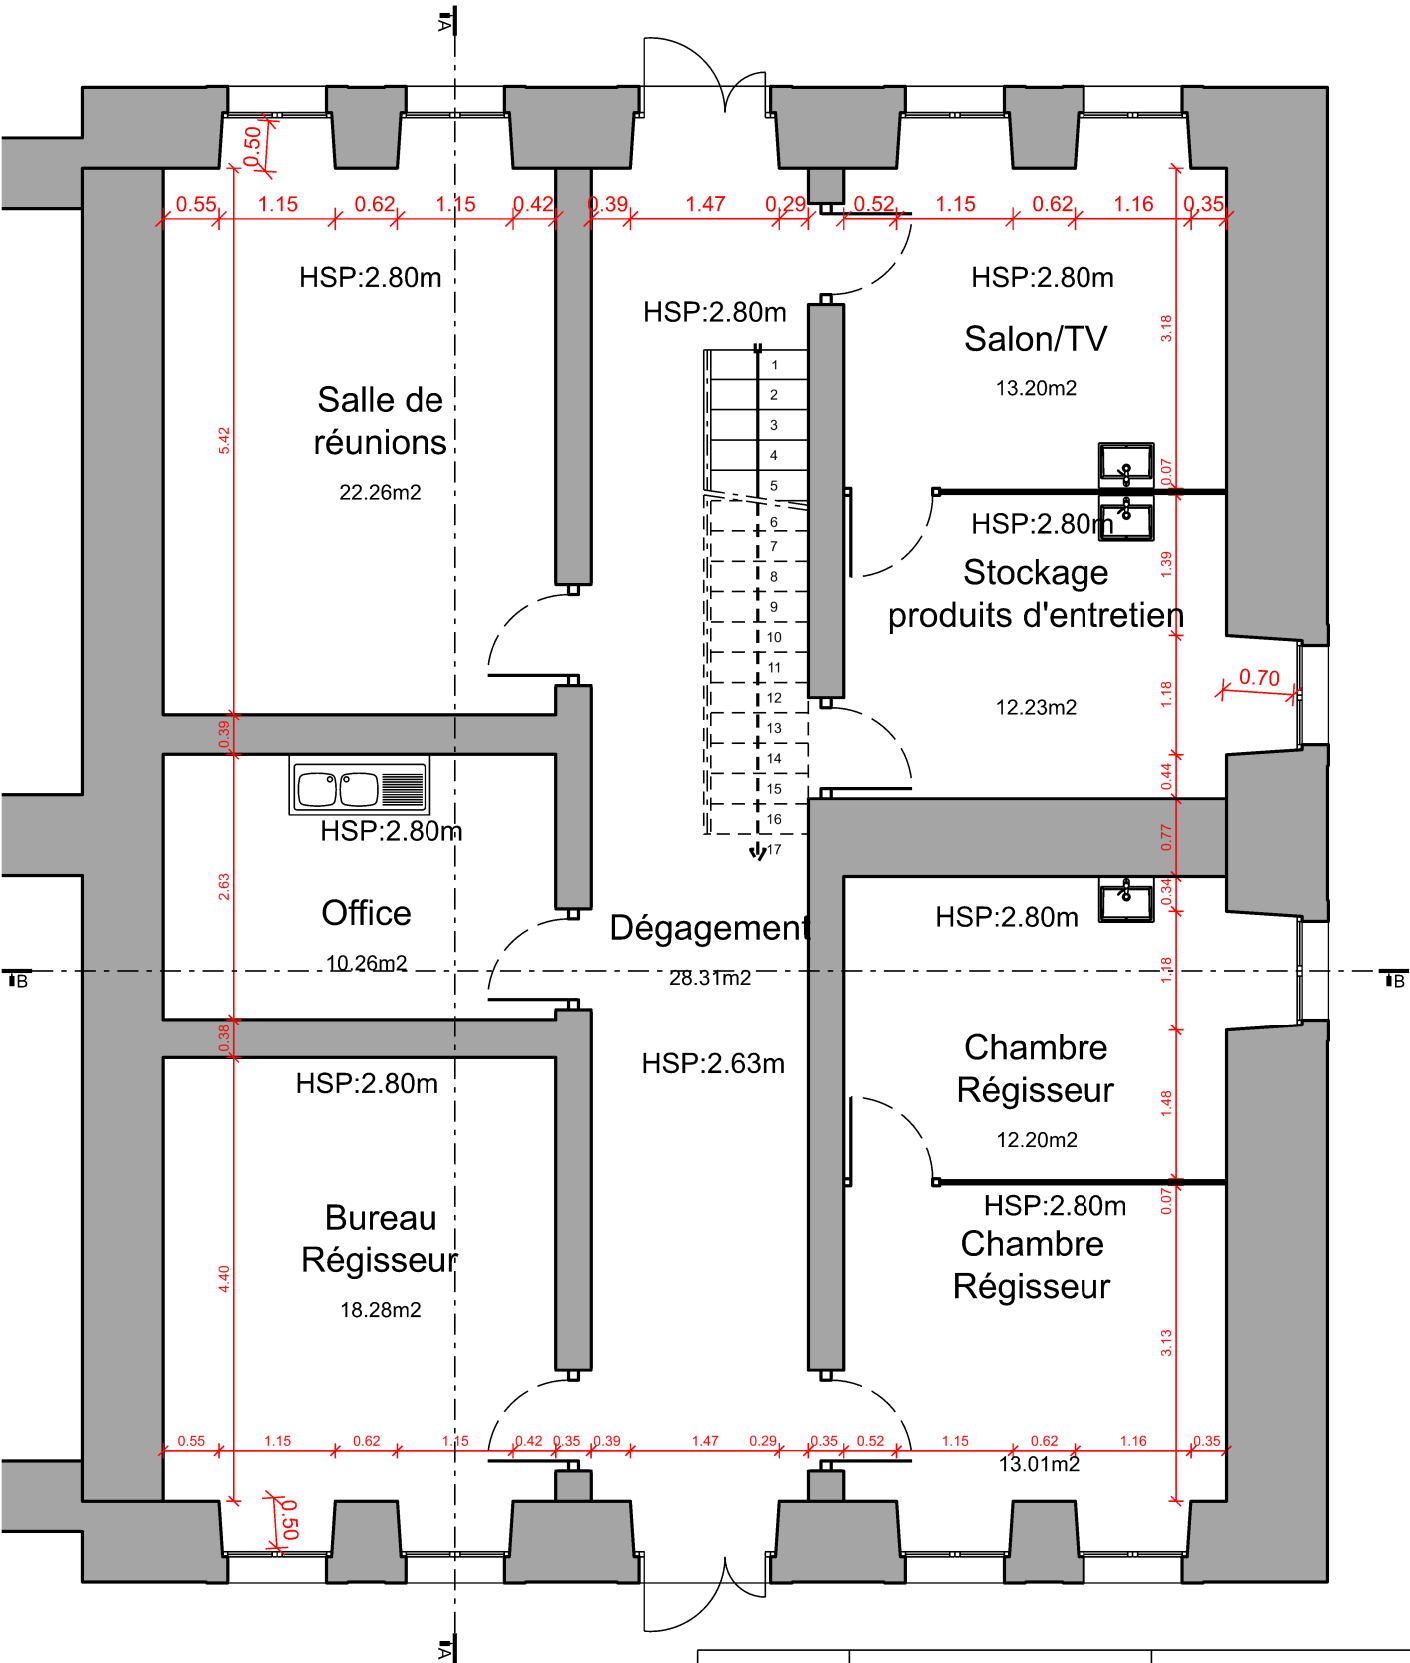 A
0.50
0.55 1.15 0.62 1.15 0.42 0.39 1.47 0.29 0.52 1.15 0.62 1.16 0.35
HSP:2.80m
HSP:2.80m
HSP:2.80m
3.18
Salon/TV
13.20m2
1
2
3
4
5
6
7
8
9
10
11
12
13
14
15
16
17
Salle de
réunions
22.26m2
5.42
0.07
HSP:2.80m
Stockage
produits d'entretien
1.39
12.23m2
1.18
0.70
0.39
0.44
HSP:2.80m
0.77
2.63
Office
10.26m2
0.34
HSP:2.80m
Dégagement
28.31m2
B
B
1.18
HSP:2.63m
0.38
HSP:2.80m
Chambre
Régisseur
12.20m2
1.48
Bureau
Régisseur
18.28m2
4.40
0.07
HSP:2.80m
Chambre
Régisseur
3.13
0.55 1.15 0.62 1.15 0.42 0.35 0.39 1.47 0.29 0.35 0.52 1.15 0.62 1.16 0.35
13.01m2
0.50
A